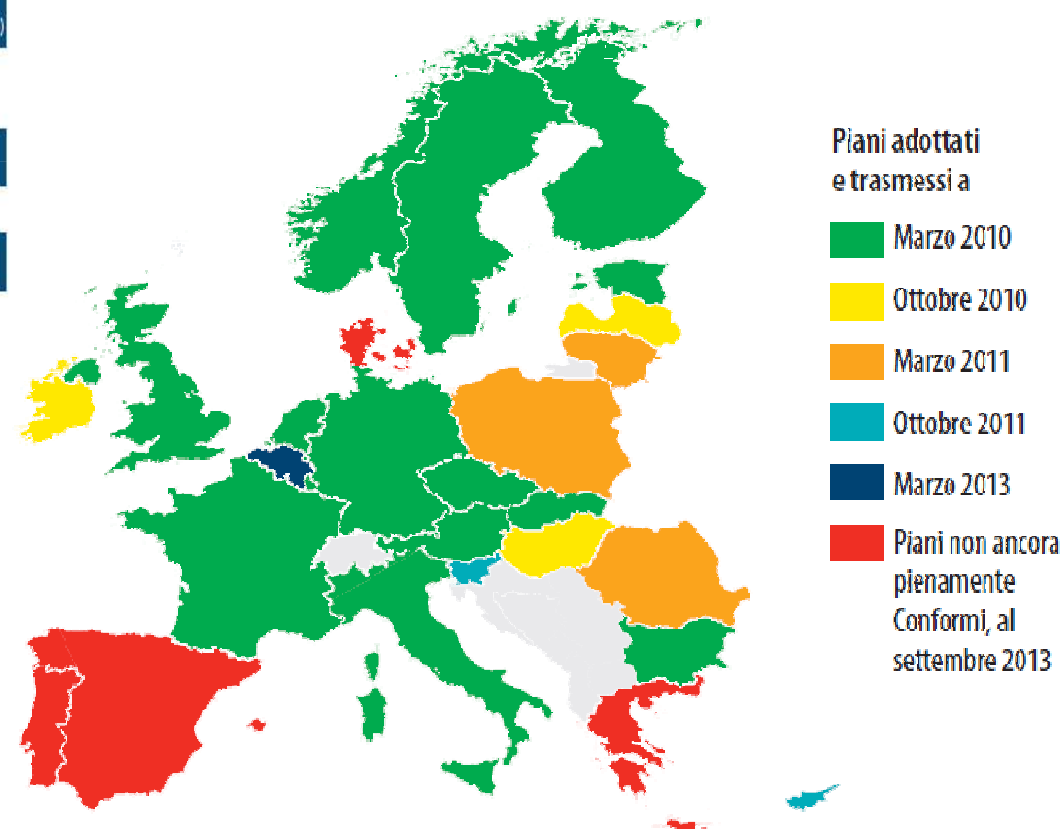 )
Piani adottati
e trasmessi a
Marzo 2010
Ottobre 2010
Marzo 2011
Ottobre 2011
Marzo 2013
Piani non ancora
pienamente
Conformi, al
settembre 2013